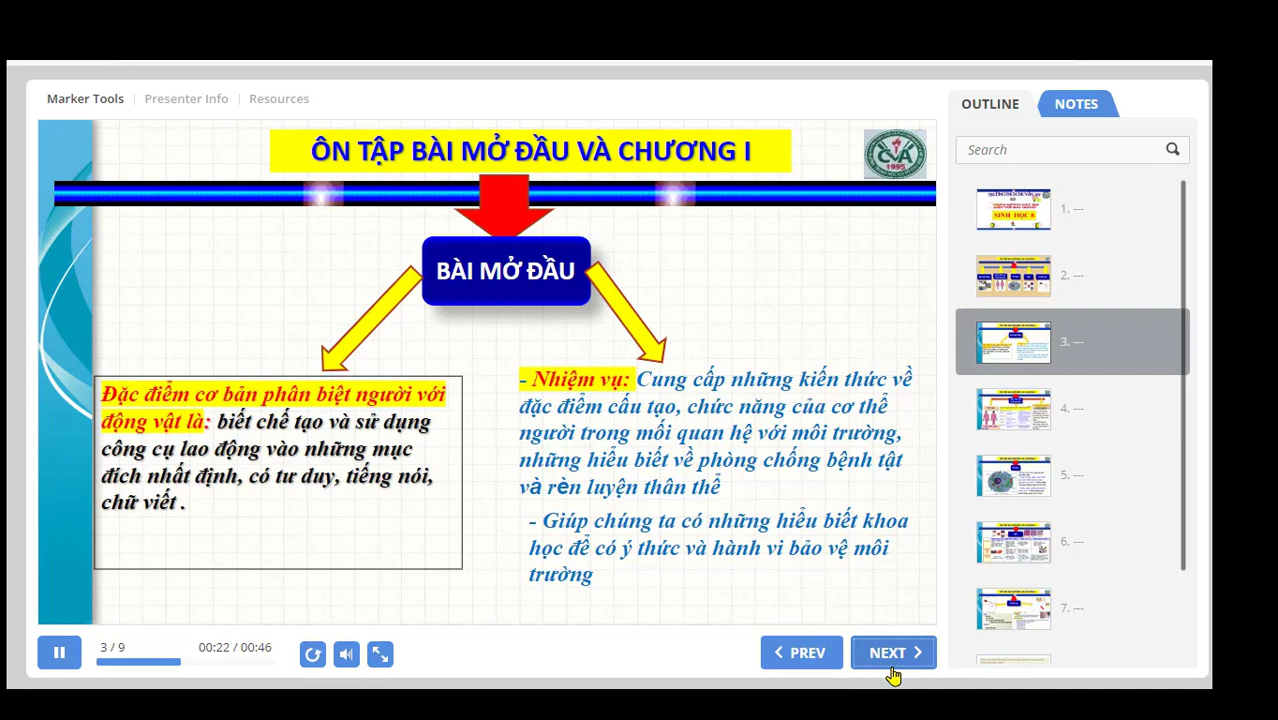 Marker Tools
Presenter Info
Resources
OUTLINE
NOTES
ÔN TẬP BÀI MỞ ĐẦU VÀ CHƯƠNG I
CVA
1995
Search
BÀI MỞ ĐẦU
Đặc điểm cơ bản phân biệt người với
động vật là: biết chế tạo và sử dụng
công cụ lao động vào những mục
đích nhất định, có tư duy, tiếng nói,
chữ viết .
- Nhiệm vụ: Cung cấp những kiến thức về
đặc điểm cấu tạo, chức năng của cơ thể
người trong mối quan hệ với môi trường,
những hiểu biết về phòng chống bệnh tật
và rèn luyện thân thể
- Giúp chúng ta có những hiểu biết khoa
học để có ý thức và hành vi bảo vệ môi
trường
SINH HỌC 8
1. ---
2. ---
3. ---
4. ---
5. ---
6. ---
7. ---
3 / 9
00:22 / 00:46
PREV
NEXT